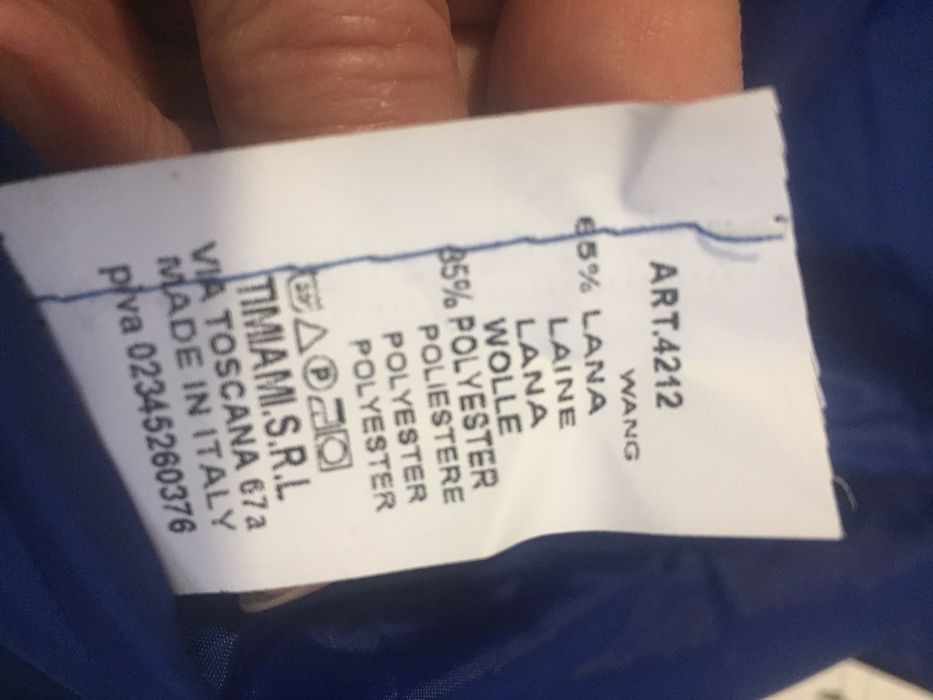 ART.4212
WANG
65% LANA
LAINE
LANA
WOLLE
35% POLYESTER
POLIESTERE
POLYESTER
POLYESTER
P
TIMIAMI.S.R.L
VIA TOSCANA 67a
MADE IN ITALY
piva 02345260376